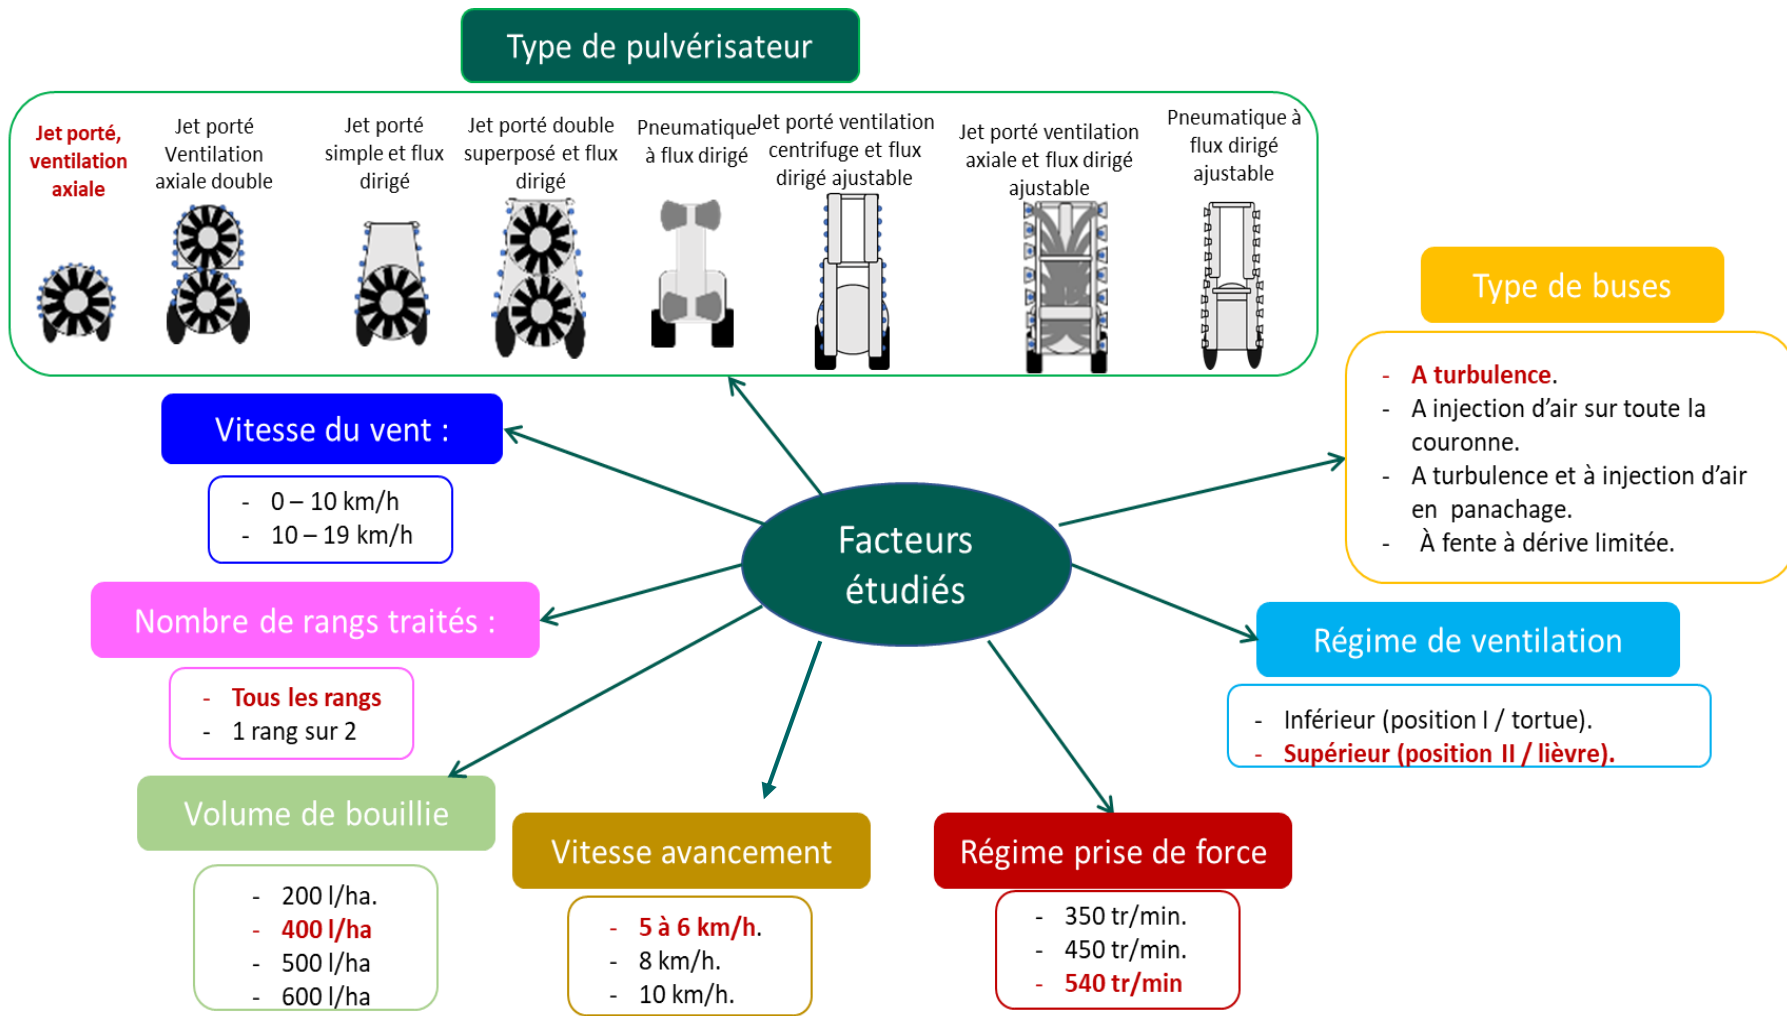 Type de pulvérisateur
Jet porté,
ventilation
axiale
Jet porté
Ventilation
axiale double
Jet porté
simple et flux
dirigé
Jet porté double
superposé et flux
dirigé
Pneumatique
à flux dirigé
Jet porté ventilation
centrifuge et flux
dirigé ajustable
Jet porté ventilation
axiale et flux dirigé
ajustable
Pneumatique à
flux dirigé
ajustable
Type de buses
- A turbulence.
- A injection d’air sur toute la
couronne.
- A turbulence et à injection d’air
en panachage.
- À fente à dérive limitée.
Vitesse du vent :
- 0 – 10 km/h
- 10 – 19 km/h
Facteurs
étudiés
Nombre de rangs traités :
- Tous les rangs
- 1 rang sur 2
Régime de ventilation
- Inférieur (position I / tortue).
- Supérieur (position II / lièvre).
Volume de bouillie
- 200 l/ha.
- 400 l/ha
- 500 l/ha
- 600 l/ha
Vitesse avancement
- 5 à 6 km/h.
- 8 km/h.
- 10 km/h.
Régime prise de force
- 350 tr/min.
- 450 tr/min.
- 540 tr/min